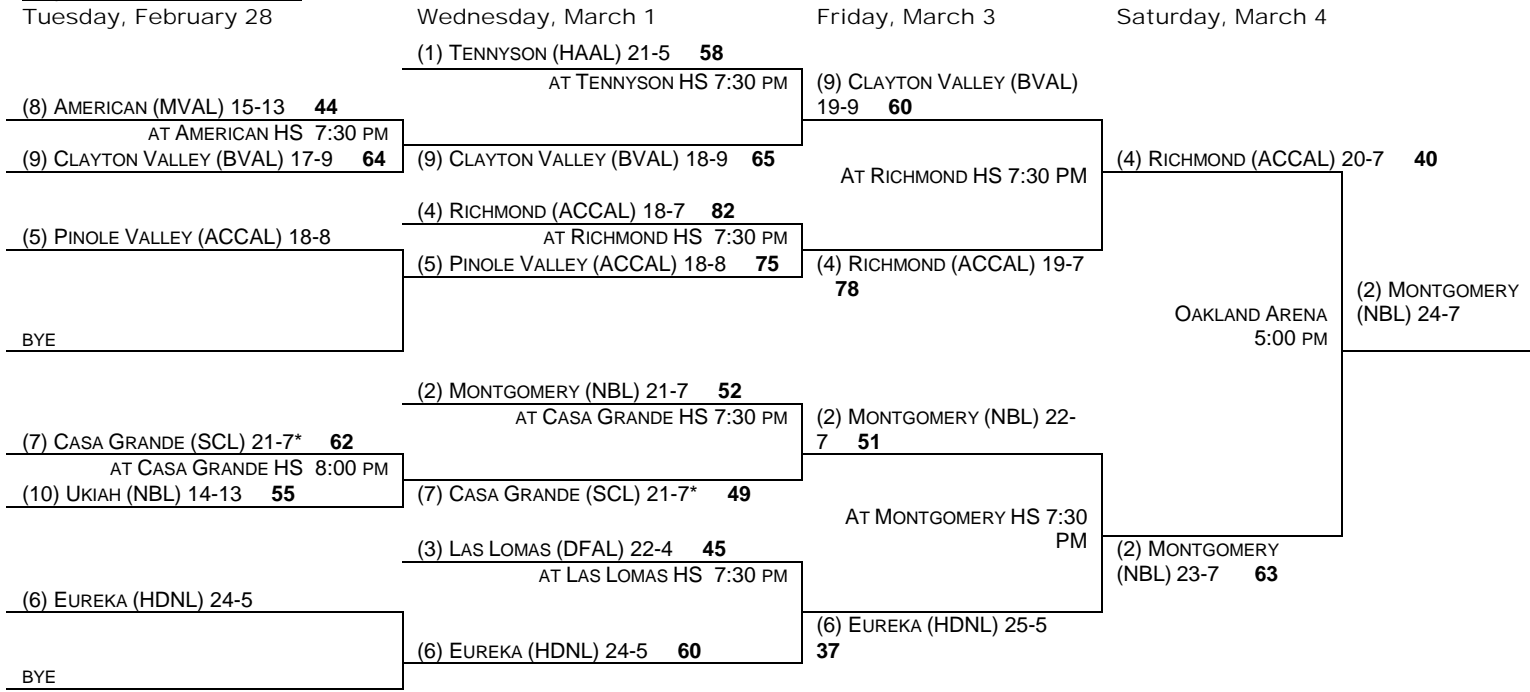 Tuesday, February 28
Wednesday, March 1
Friday, March 3
Saturday, March 4
(1) TENNYSON (HAAL) 21-5 58
AT TENNYSON HS 7:30 PM
(8) AMERICAN (MVAL) 15-13 44
AT AMERICAN HS 7:30 PM
(9) CLAYTON VALLEY (BVAL) 17-9 64
(9) CLAYTON VALLEY (BVAL) 18-9 65
(9) CLAYTON VALLEY (BVAL)
19-9 60
AT RICHMOND HS 7:30 PM
(4) RICHMOND (ACCAL) 20-7 40
(4) RICHMOND (ACCAL) 18-7 82
AT RICHMOND HS 7:30 PM
(5) PINOLE VALLEY (ACCAL) 18-8
(5) PINOLE VALLEY (ACCAL) 18-8 75
(4) RICHMOND (ACCAL) 19-7
78
BYE
OAKLAND ARENA
5:00 PM
(2) MONTGOMERY
(NBL) 24-7
(2) MONTGOMERY (NBL) 21-7 52
AT CASA GRANDE HS 7:30 PM
(7) CASA GRANDE (SCL) 21-7* 62
AT CASA GRANDE HS 8:00 PM
(10) UKIAH (NBL) 14-13 55
(7) CASA GRANDE (SCL) 21-7* 49
(2) MONTGOMERY (NBL) 22-
7 51
AT MONTGOMERY HS 7:30
PM
(2) MONTGOMERY
(NBL) 23-7 63
(3) LAS LOMAS (DFAL) 22-4 45
AT LAS LOMAS HS 7:30 PM
(6) EUREKA (HDNL) 24-5
(6) EUREKA (HDNL) 24-5 60
(6) EUREKA (HDNL) 25-5
37
BYE